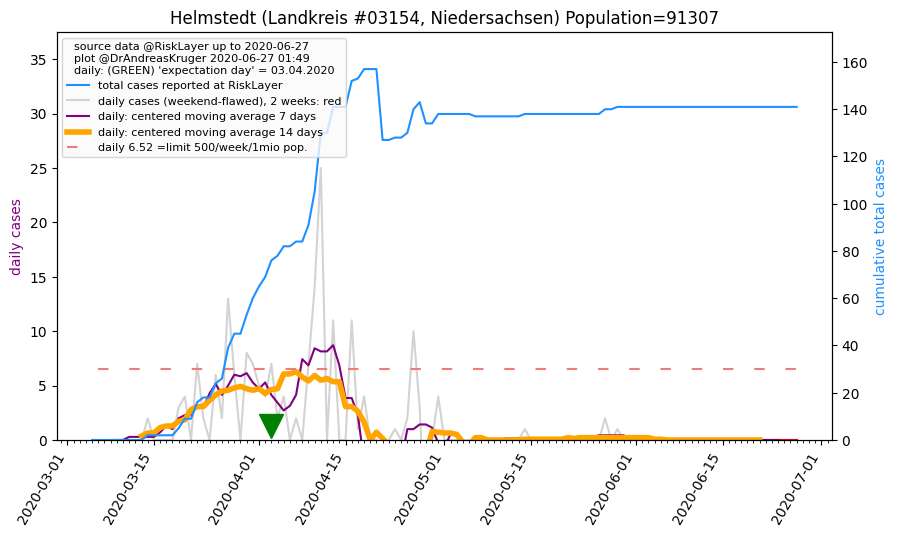 Helmstedt (Landkreis #03154, Niedersachsen) Population=91307
source data @RiskLayer up to 2020-06-27
plot @DrAndreasKruger 2020-06-27 01:49
daily: (GREEN) 'expectation day' = 03.04.2020
total cases reported at RiskLayer
daily cases (weekend-flawed), 2 weeks: red
daily: centered moving average 7 days
daily: centered moving average 14 days
daily 6.52 =limit 500/week/1mio pop.
35
30
25
20
15
10
5
0
daily cases
160
140
120
100
80
60
40
20
0
cumulative total cases
2020-03-01
2020-03-15
2020-04-01
2020-04-15
2020-05-01
2020-05-15
2020-06-01
2020-06-15
2020-07-01